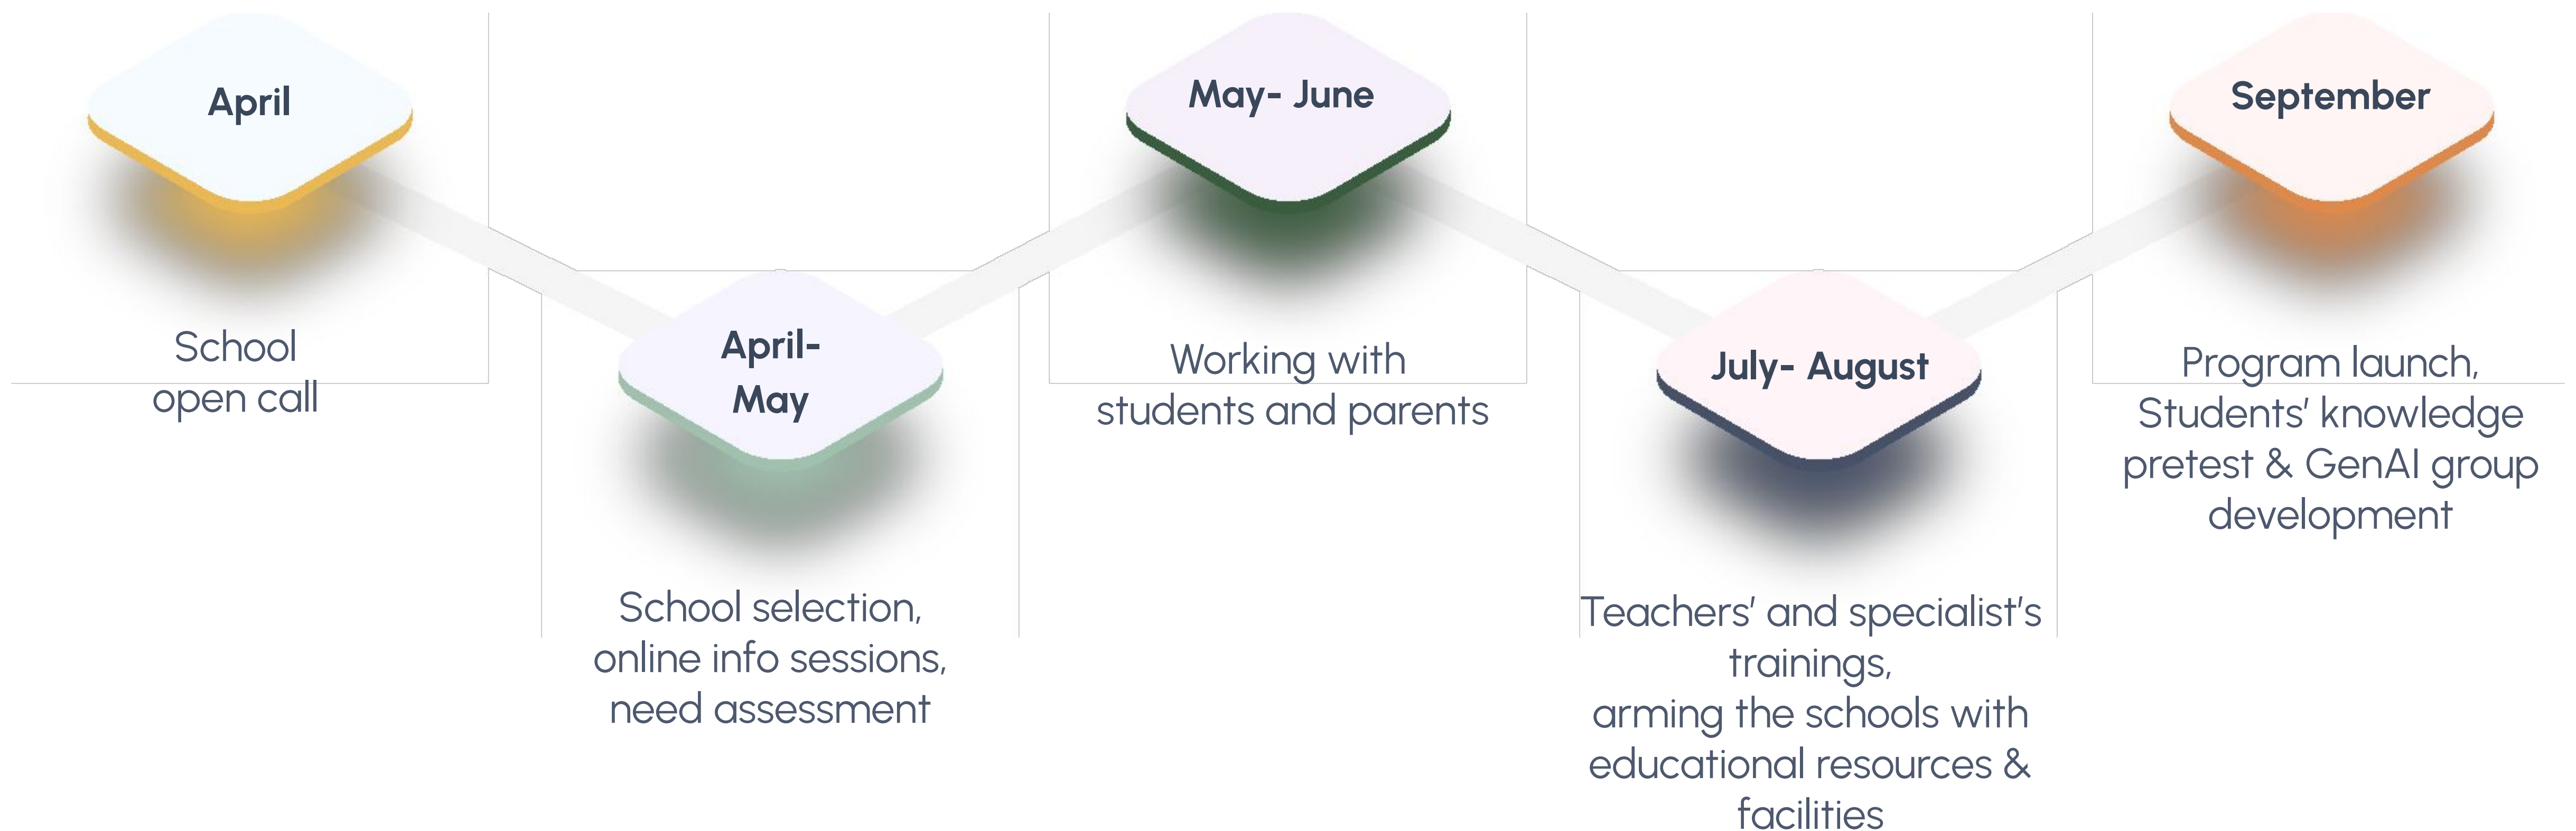 April
School
open call
April-
May
School selection,
online info sessions,
need assessment
May- June
Working with
students and parents
July- August
Teachers’ and specialist’s
trainings,
arming the schools with
educational resources &
facilities
September
Program launch,
Students’ knowledge
pretest & GenAI group
development